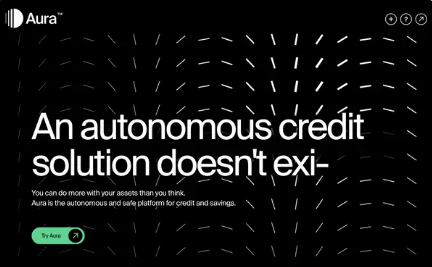 Aura™
An autonomous credit
solution doesn't exi-
You can do more with your assets than you think.
Aura is the autonomous and safe platform for credit and savings.
Try Aura